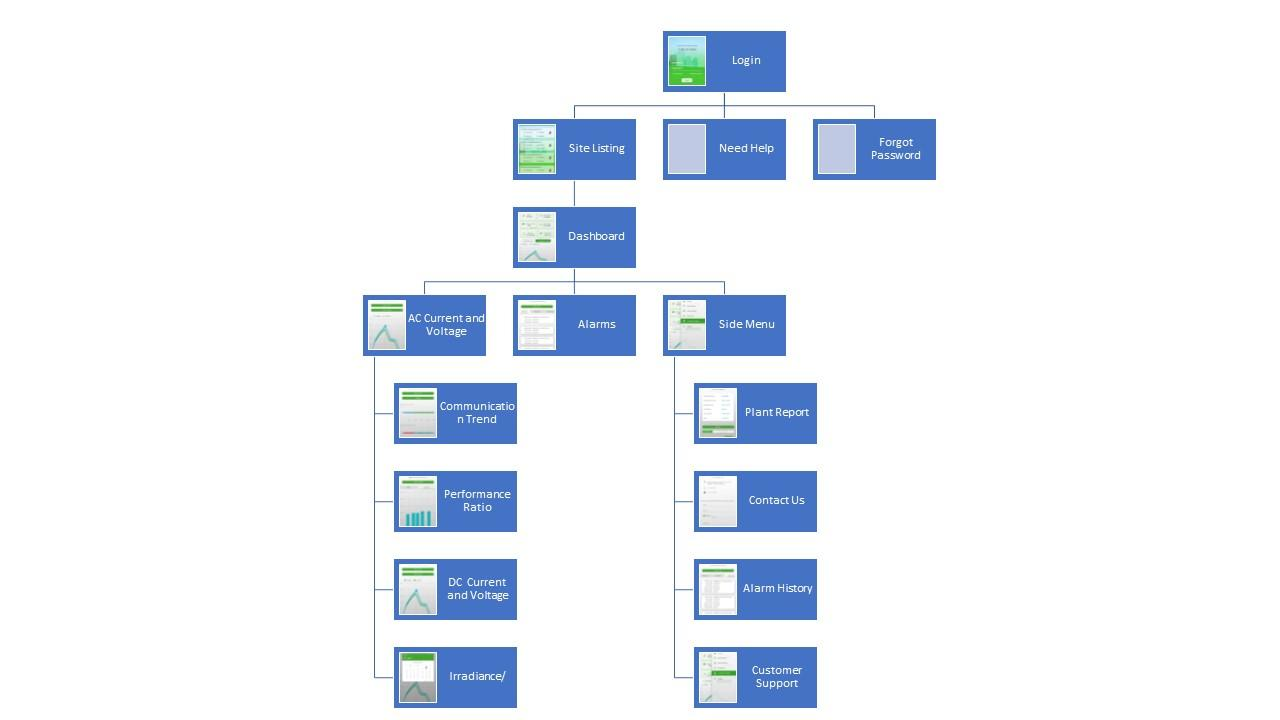 Login
Site Listing
Need Help
Forgot
Password
Dashboard
AC Current and
Voltage
Alarms
Side Menu
Communicatio
n Trend
Plant Report
Performance
Ratio
Contact Us
DC Current
and Voltage
Alarm History
Irradiance/
Customer
Support